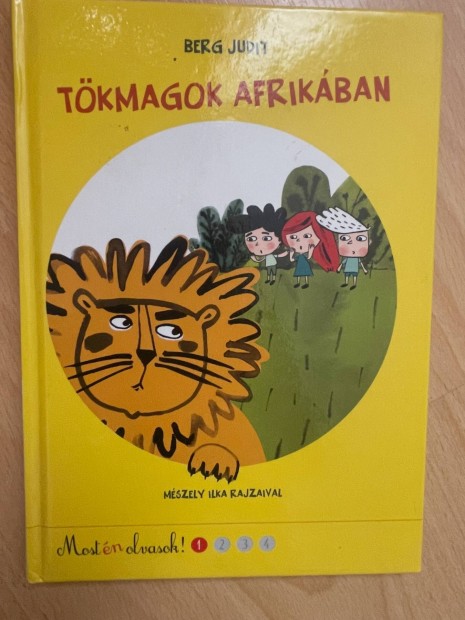 BERG JUDIT
TÖKMAGOK AFRIKÁBAN
MÉSZELY ILKA RAJZAIVAL
Most én olvasok! 1 2 3 4